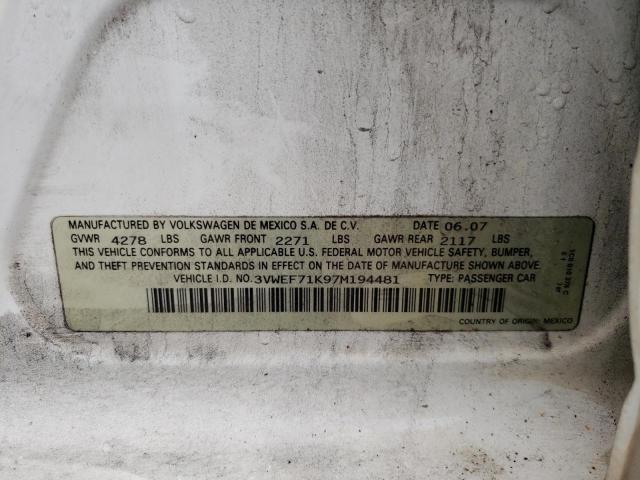 MANUFACTURED BY VOLKSWAGEN DE MEXICO S.A. DE C.V. DATE 06.07
GVWR 4278 LBS GAWR FRONT 2271 LBS GAWR REAR 2117 LBS
THIS VEHICLE CONFORMS TO ALL APPLICABLE U.S. FEDERAL MOTOR VEHICLE SAFETY, BUMPER,
AND THEFT PREVENTION STANDARDS IN EFFECT ON THE DATE OF MANUFACTURE SHOWN ABOVE.
VEHICLE I.D. NO. 3VWEF71K97M194481 TYPE: PASSENGER CAR
COUNTRY OF ORIGIN: MEXICO